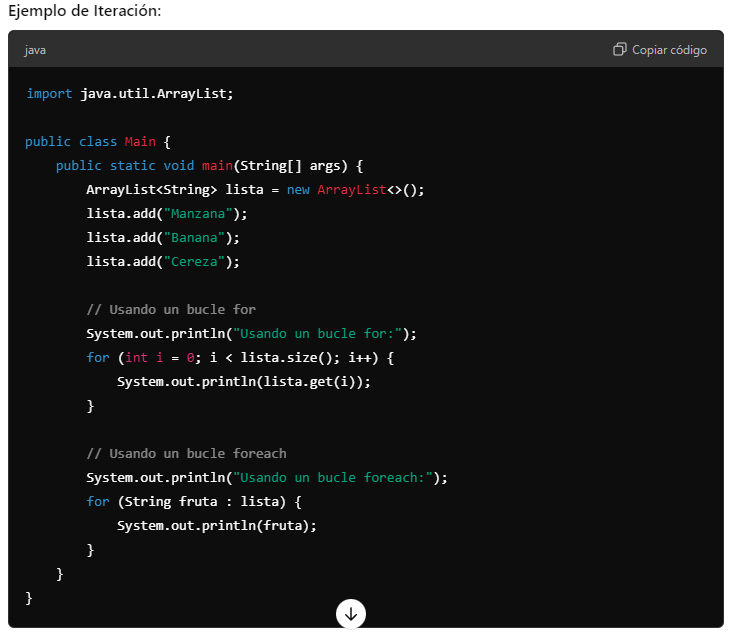 Ejemplo de Iteración:
java
Copiar código
import java.util.ArrayList;
public class Main {
    public static void main(String[] args) {
        ArrayList<String> lista = new ArrayList<>();
        lista.add("Manzana");
        lista.add("Banana");
        lista.add("Cereza");
        // Usando un bucle for
        System.out.println("Usando un bucle for:");
        for (int i = 0; i < lista.size(); i++) {
            System.out.println(lista.get(i));
        }
        // Usando un bucle foreach
        System.out.println("Usando un bucle foreach:");
        for (String fruta : lista) {
            System.out.println(fruta);
        }
    }
}